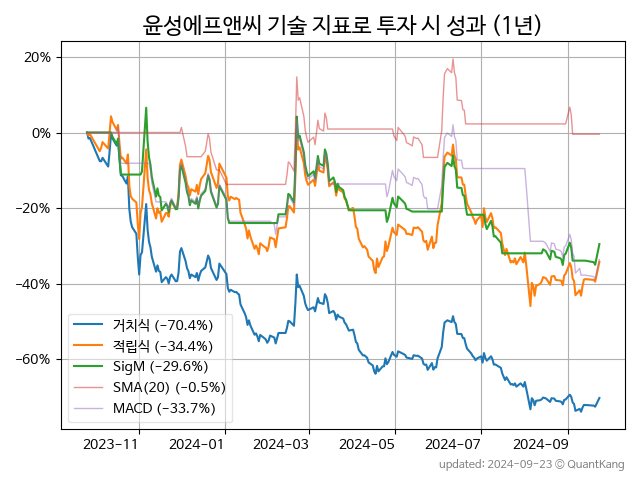 윤성에프앤씨 기술 지표로 투자 시 성과 (1년)
20%
0%
−20%
−40%
−60%
거치식 (−70.4%)
적립식 (−34.4%)
SigM (−29.6%)
SMA(20) (−0.5%)
MACD (−33.7%)
2023−11
2024−01
2024−03
2024−05
2024−07
2024−09
updated: 2024−09−23 © QuantKang